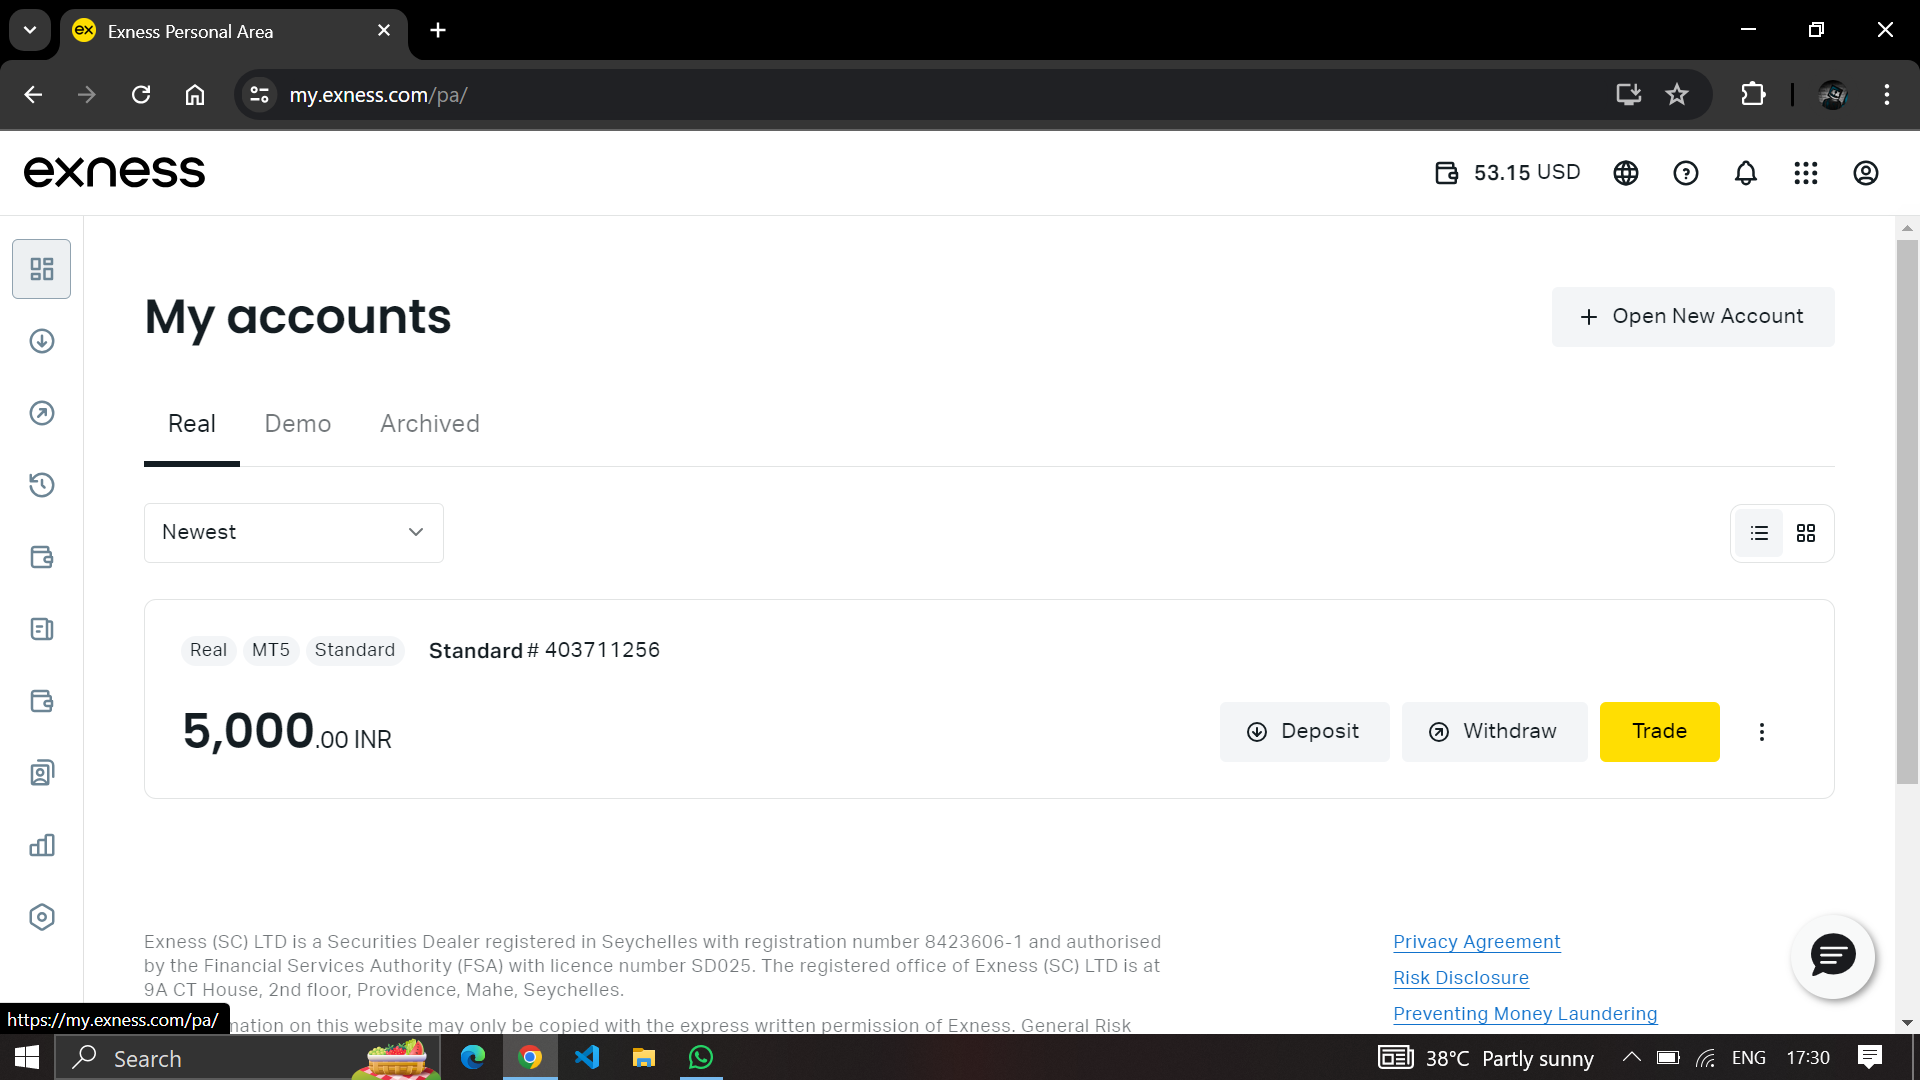 ex Exness Personal Area
my.exness.com/pa/
exness
53.15 USD
My accounts
+ Open New Account
Real Demo Archived
Newest
Real MT5 Standard Standard # 403711256
5,000.00 INR
Deposit Withdraw Trade
Exness (SC) LTD is a Securities Dealer registered in Seychelles with registration number 8423606-1 and authorised
by the Financial Services Authority (FSA) with licence number SD025. The registered office of Exness (SC) LTD is at
9A CT House, 2nd floor, Providence, Mahe, Seychelles.
mation on this website may only be copied with the express written permission of Exness. General Risk
Privacy Agreement
Risk Disclosure
Preventing Money Laundering
https://my.exness.com/pa/
Search
38°C Partly sunny
ENG
17:30